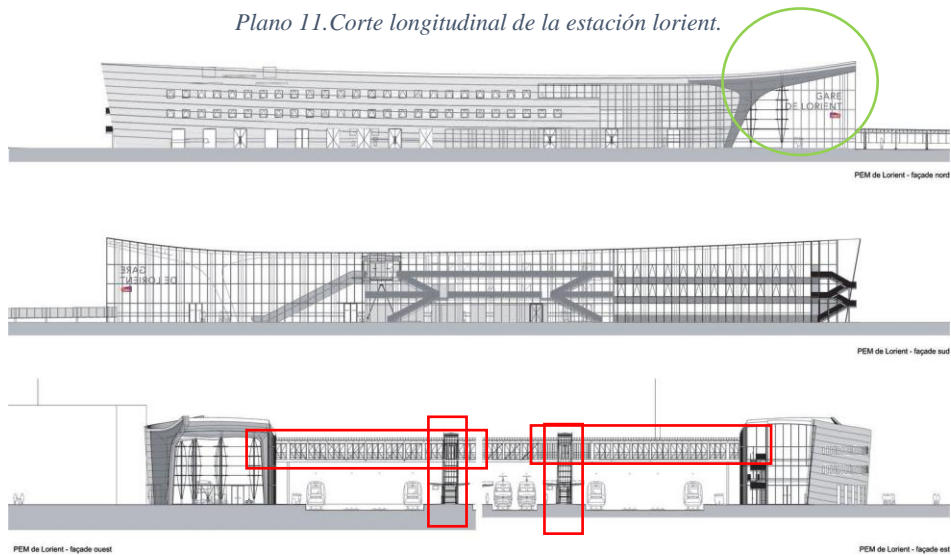 Plano 11.Corte longitudinal de la estación lorient.
GARE
DE LORIENT
PEM de Lorient - façade nord
GARE
DE LORIENT
PEM de Lorient - façade sud
PEM de Lorient - façade ouest
PEM de Lorient - façade est